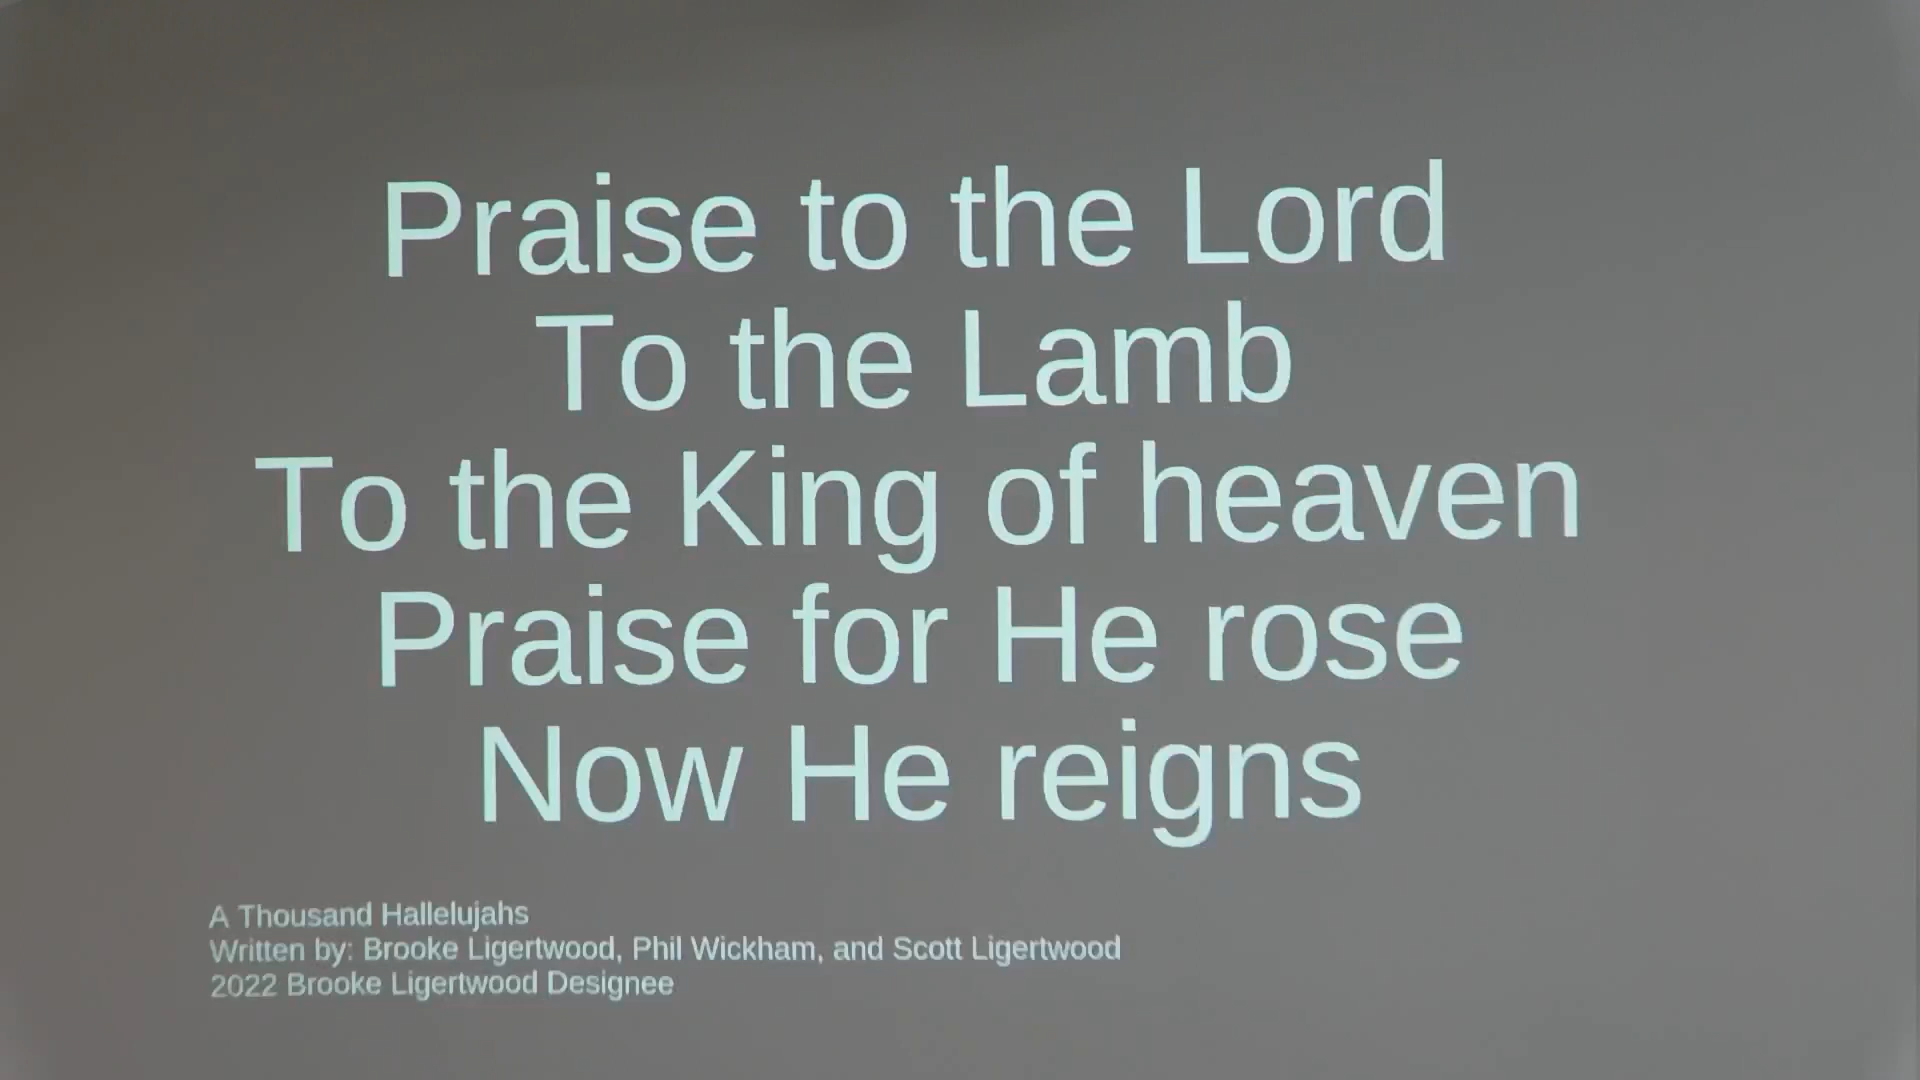 Praise to the Lord
To the Lamb
To the King of heaven
Praise for He rose
Now He reigns
A Thousand Hallelujahs
Written by: Brooke Ligertwood, Phil Wickham, and Scott Ligertwood
2022 Brooke Ligertwood Designee